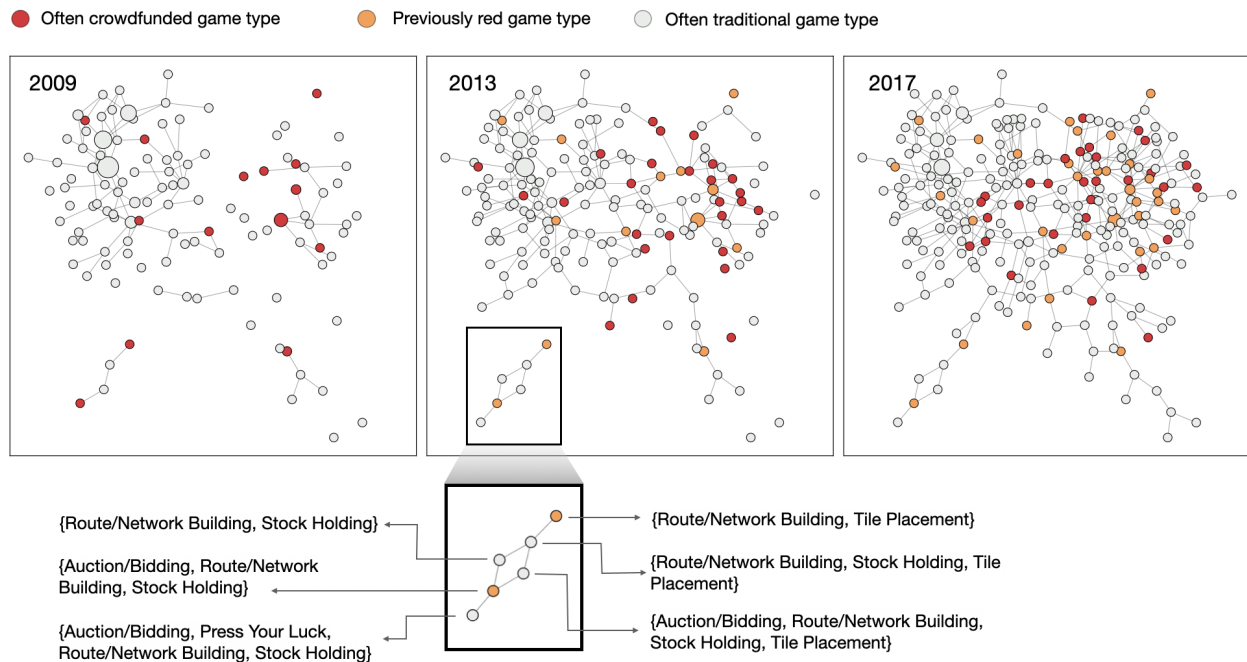 Often crowdfunded game type
Previously red game type
Often traditional game type
2009
2013
2017
{Route/Network Building, Stock Holding}
{Auction/Bidding, Route/Network
Building, Stock Holding}
{Auction/Bidding, Press Your Luck,
Route/Network Building, Stock Holding}
{Route/Network Building, Tile Placement}
{Route/Network Building, Stock Holding, Tile
Placement}
{Auction/Bidding, Route/Network Building,
Stock Holding, Tile Placement}